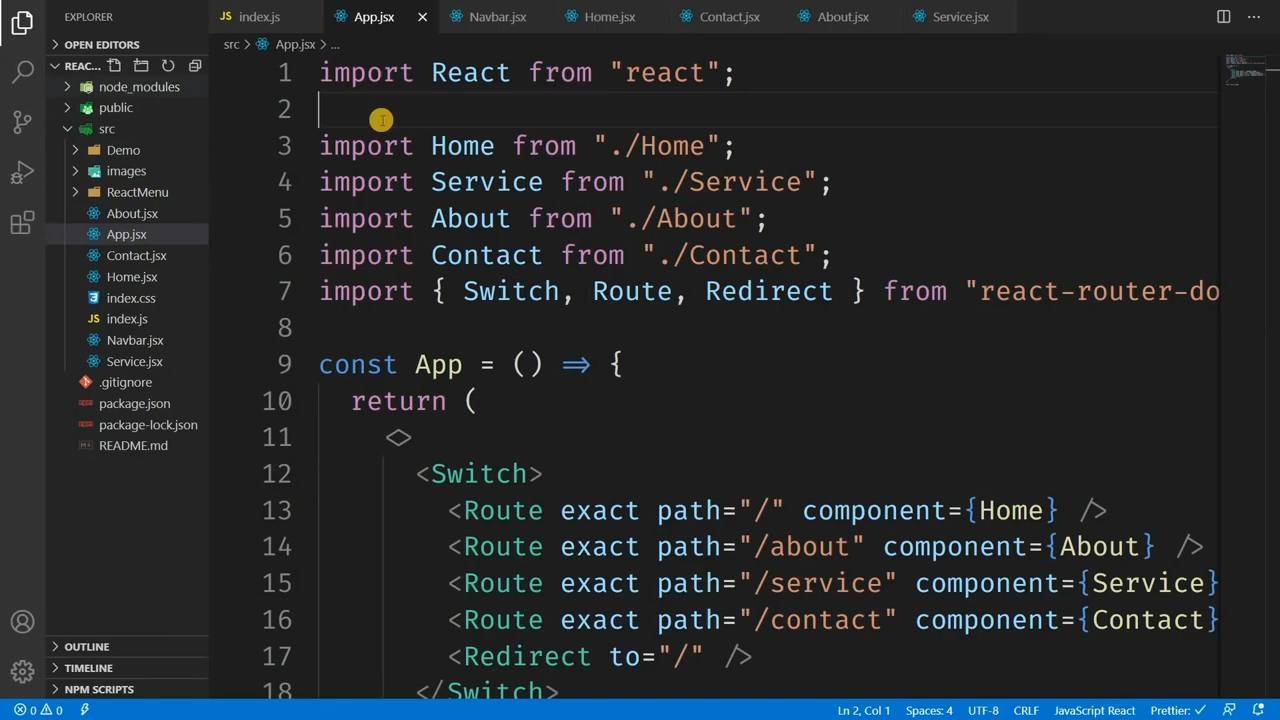 EXPLORER
index.js
App.jsx
Navbar.jsx
Home.jsx
Contact.jsx
About.jsx
Service.jsx
OPEN EDITORS
src > App.jsx > ...
REAC...
node_modules
public
src
Demo
images
ReactMenu
About.jsx
App.jsx
Contact.jsx
Home.jsx
index.css
index.js
Navbar.jsx
Service.jsx
.gitignore
package.json
package-lock.json
README.md
OUTLINE
TIMELINE
NPM SCRIPTS
1 import React from "react";
2
3 import Home from "./Home";
4 import Service from "./Service";
5 import About from "./About";
6 import Contact from "./Contact";
7 import { Switch, Route, Redirect } from "react-router-do
8
9 const App = () => {
10 return (
11 <>
12 <Switch>
13 <Route exact path="/" component={Home} />
14 <Route exact path="/about" component={About} />
15 <Route exact path="/service" component={Service}
16 <Route exact path="/contact" component={Contact}
17 <Redirect to="/" />
18 </Switch>
0 0
Ln 2, Col 1
Spaces: 4
UTF-8
CRLF
JavaScript React
Prettier: ✓